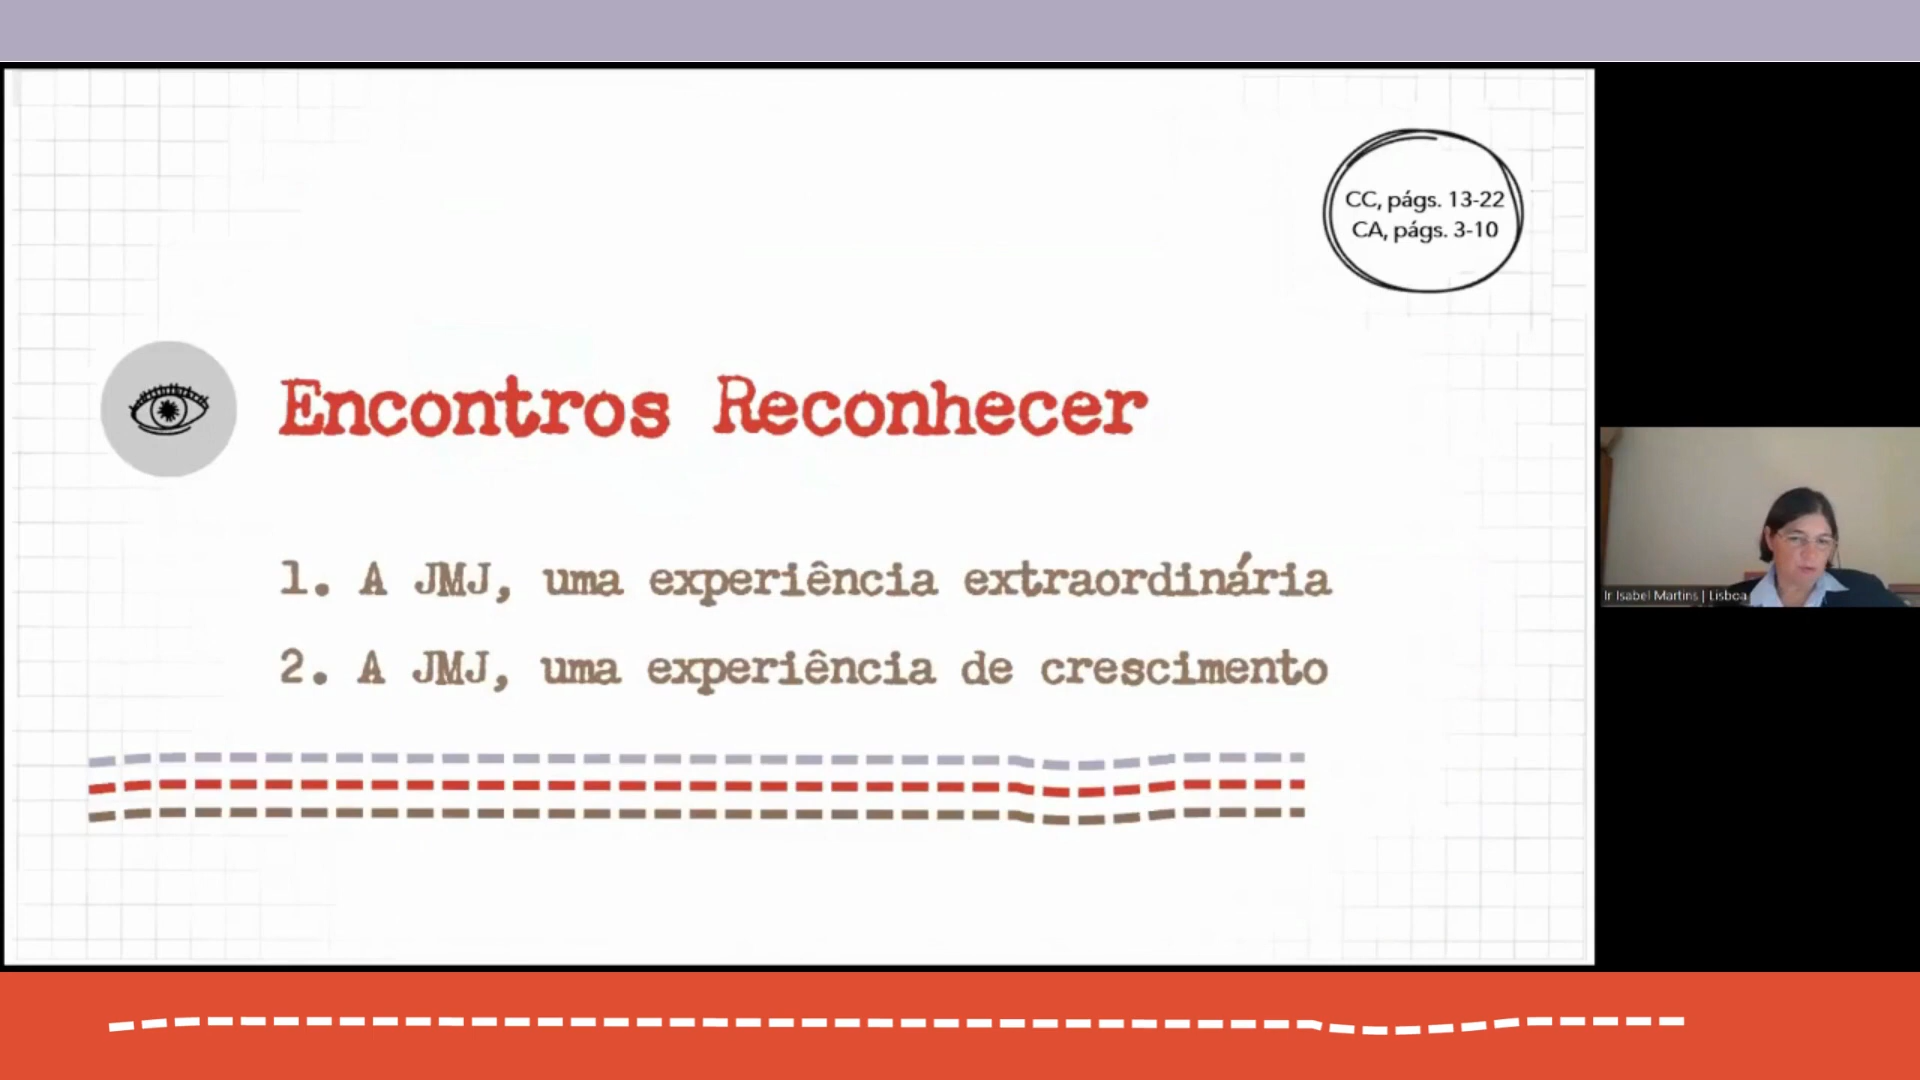 CC, págs. 13-22
CA, págs. 3-10
Encontros Reconhecer
1. A JMJ, uma experiência extraordinária
2. A JMJ, uma experiência de crescimento
Ir Isabel Martins | Lisboa